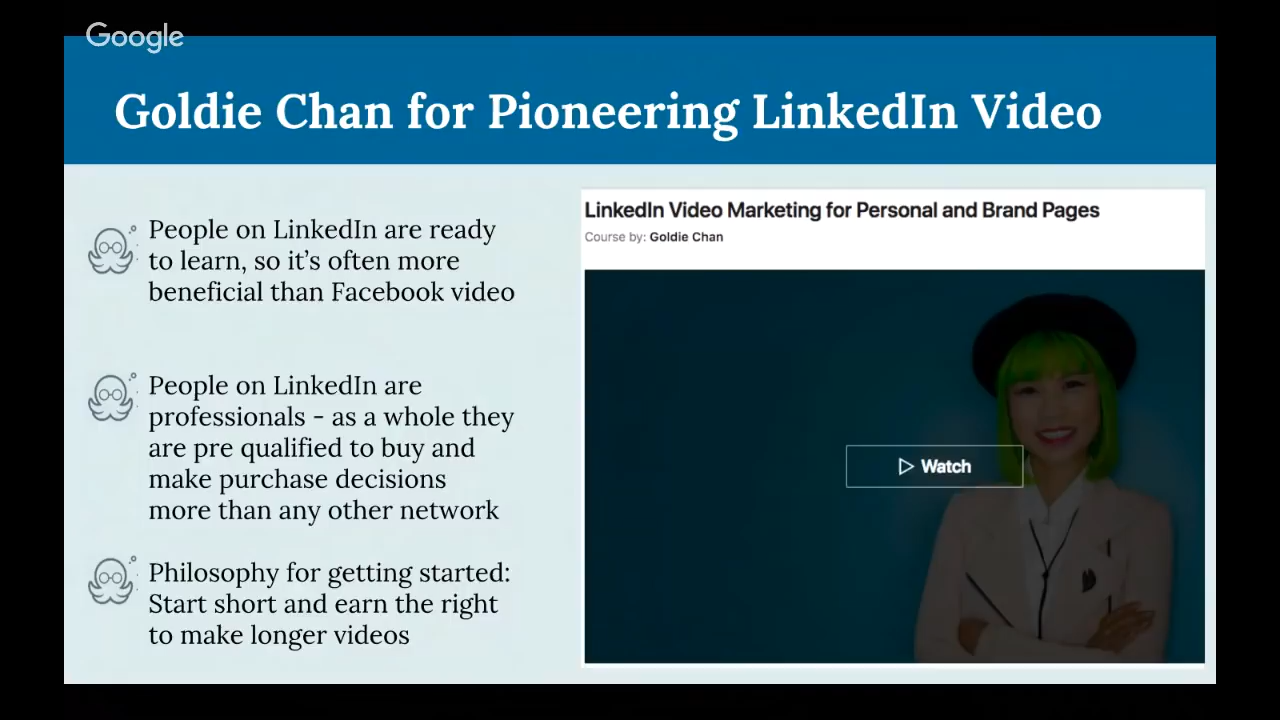 Google
Goldie Chan for Pioneering LinkedIn Video
People on LinkedIn are ready
to learn, so it's often more
beneficial than Facebook video
People on LinkedIn are
professionals - as a whole they
are pre qualified to buy and
make purchase decisions
more than any other network
Philosophy for getting started:
Start short and earn the right
to make longer videos
LinkedIn Video Marketing for Personal and Brand Pages
Course by: Goldie Chan
Watch